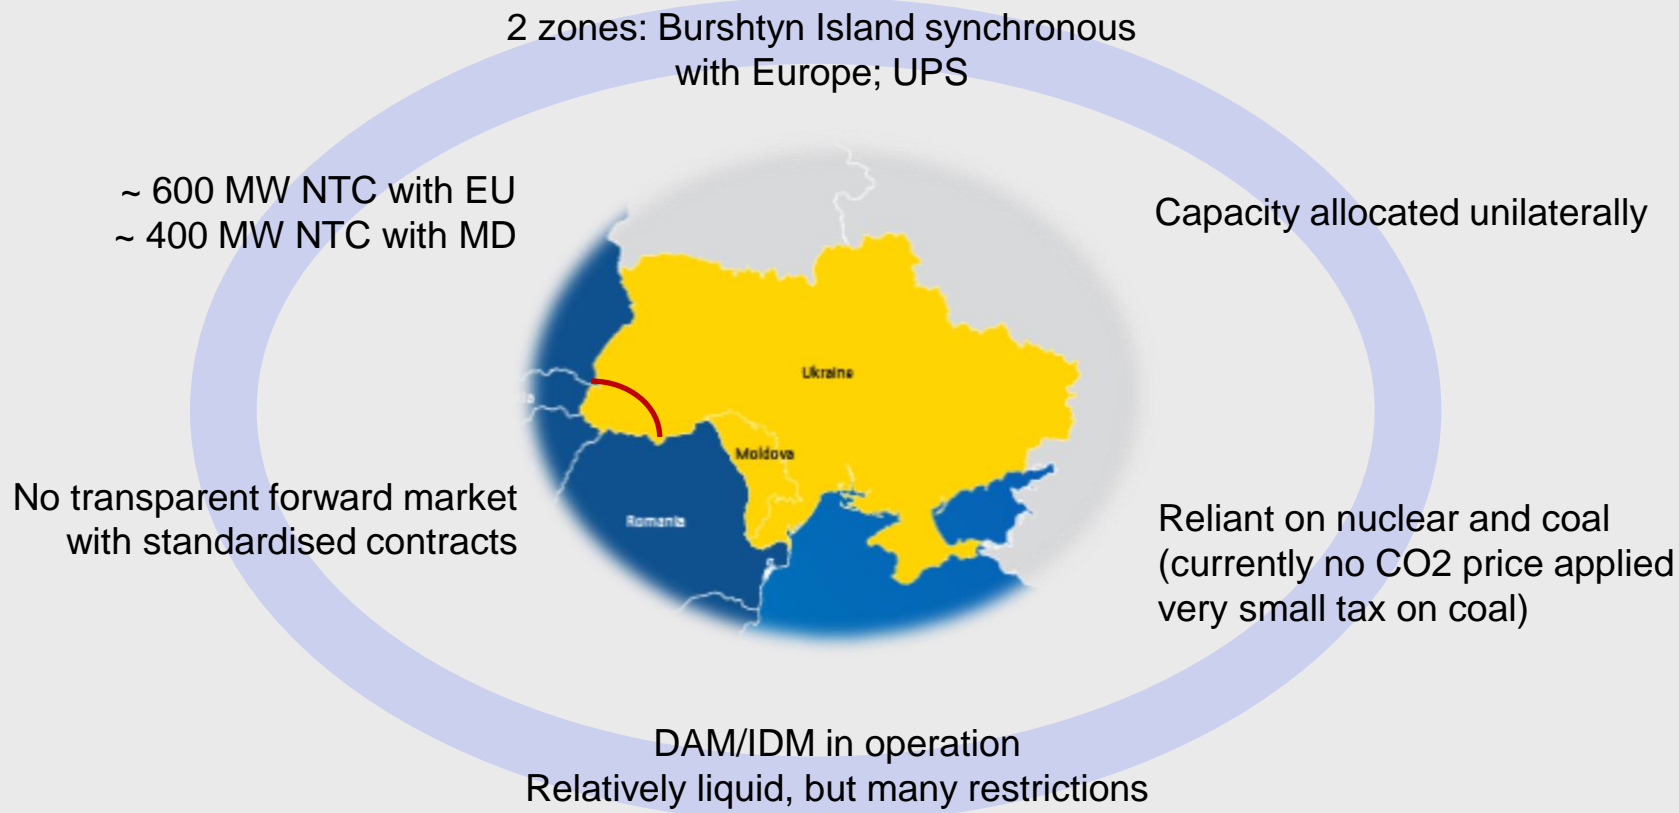 2 zones: Burshtyn Island synchronous
with Europe; UPS
~ 600 MW NTC with EU
~ 400 MW NTC with MD
Capacity allocated unilaterally
Ukraine
Moldova
Romania
No transparent forward market
with standardised contracts
Reliant on nuclear and coal
(currently no CO2 price applied
very small tax on coal)
DAM/IDM in operation
Relatively liquid, but many restrictions